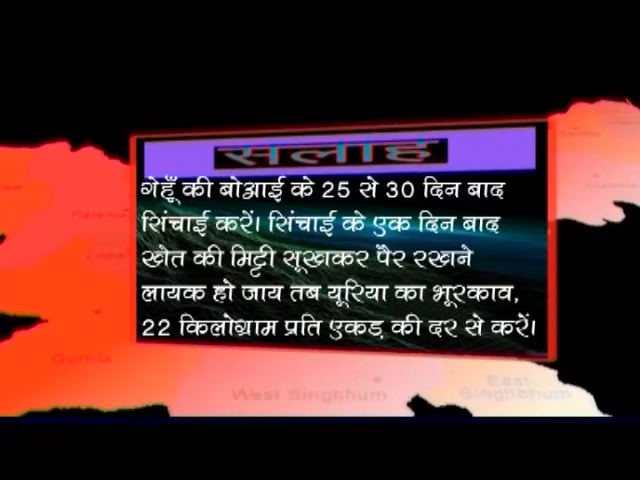 सलाह
गेहूँ की बोआई के 25 से 30 दिन बाद
सिंचाई करें। सिंचाई के एक दिन बाद
खेत की मिट्टी सूखकर पैर रखने
लायक हो जाय तब यूरिया का भूरकाव,
22 किलोग्राम प्रति एकड़ की दर से करें।
Gumla
West Singhbhum
East
Singhbhum